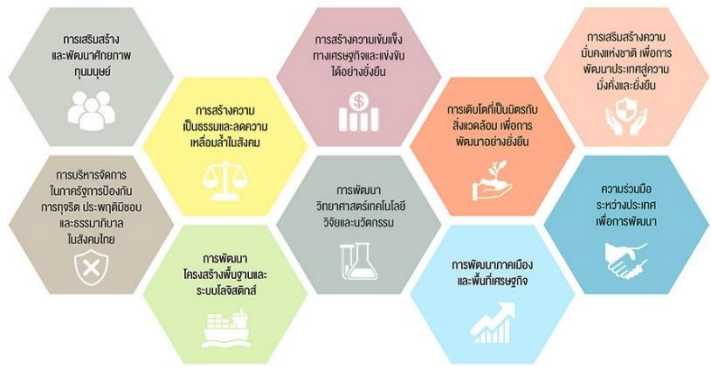 การเสริมสร้าง
และพัฒนาศักยภาพ
ทุนมนุษย์
การสร้างความ
เป็นธรรมและลดความ
เหลื่อมล้ำในสังคม
การสร้างความเข้มแข็ง
ทางเศรษฐกิจและแข่งขัน
ได้อย่างยั่งยืน
การเติบโตที่เป็นมิตรกับ
สิ่งแวดล้อม เพื่อการ
พัฒนาอย่างยั่งยืน
การเสริมสร้างความ
มั่นคงแห่งชาติ เพื่อการ
พัฒนาประเทศสู่ความ
มั่งคั่งและยั่งยืน
การบริหารจัดการ
ในภาครัฐการป้องกัน
การทุจริต ประพฤติมิชอบ
และธรรมาภิบาล
ในสังคมไทย
การพัฒนา
โครงสร้างพื้นฐานและ
ระบบโลจิสติกส์
การพัฒนา
วิทยาศาสตร์เทคโนโลยี
วิจัยและนวัตกรรม
การพัฒนาภาคเมือง
และพื้นที่เศรษฐกิจ
ความร่วมมือ
ระหว่างประเทศ
เพื่อการพัฒนา